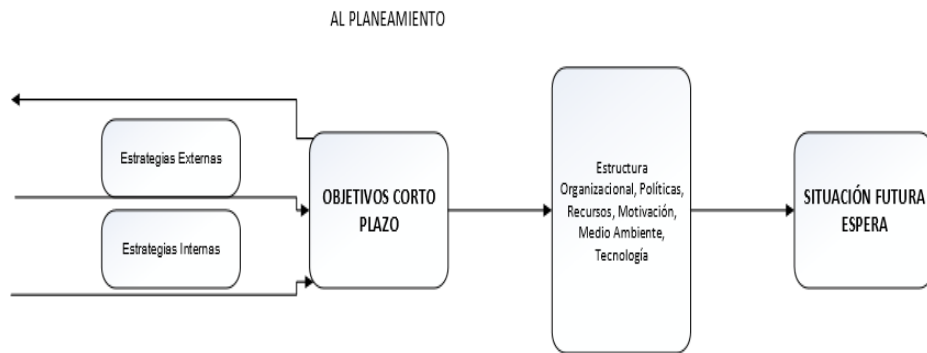 AL PLANEAMIENTO
Estrategias Externas
Estrategias Internas
OBJETIVOS CORTO
PLAZO
Estructura
Organizacional, Políticas,
Recursos, Motivación,
Medio Ambiente,
Tecnología
SITUACIÓN FUTURA
ESPERA